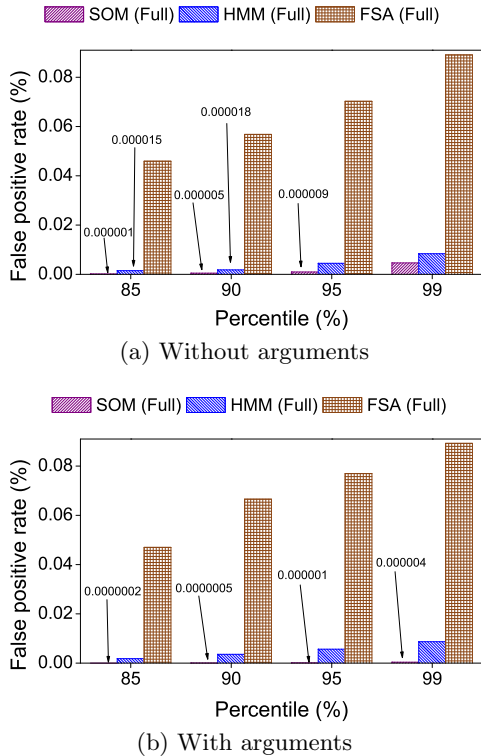 SOM (Full) HMM (Full) FSA (Full)
False positive rate (%)
0.08
0.06
0.04
0.02
0.00
0.000018
0.000015
0.000005
0.000009
0.000001
85 90 95 99
Percentile (%)
(a) Without arguments
SOM (Full) HMM (Full) FSA (Full)
False positive rate (%)
0.08
0.06
0.04
0.02
0.00
0.0000002
0.0000005
0.000001
0.000004
85 90 95 99
Percentile (%)
(b) With arguments